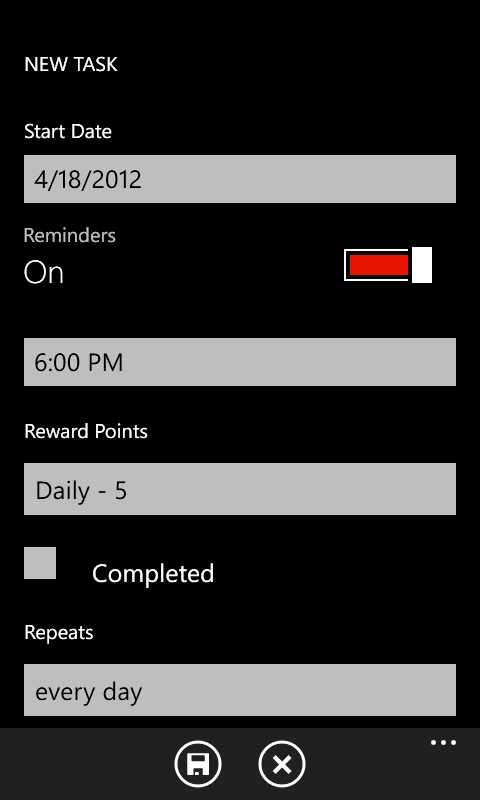 NEW TASK
Start Date
4/18/2012
Reminders
On
6:00 PM
Reward Points
Daily - 5
Completed
Repeats
every day